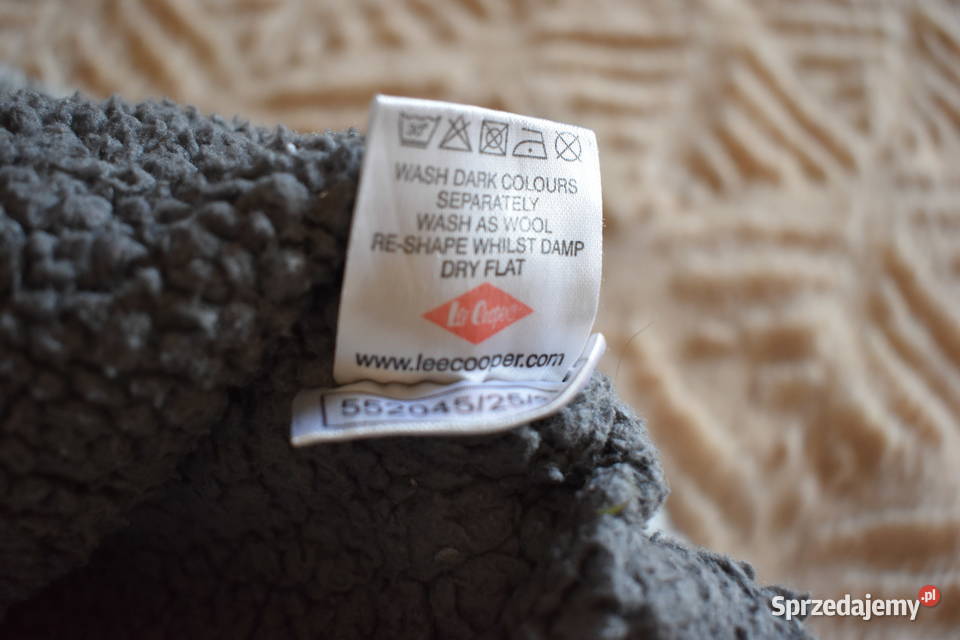 30°
WASH DARK COLOURS
SEPARATELY
WASH AS WOOL
RE-SHAPE WHILST DAMP
DRY FLAT
Lee Cooper
www.leecooper.com
Sprzedajemy.pl